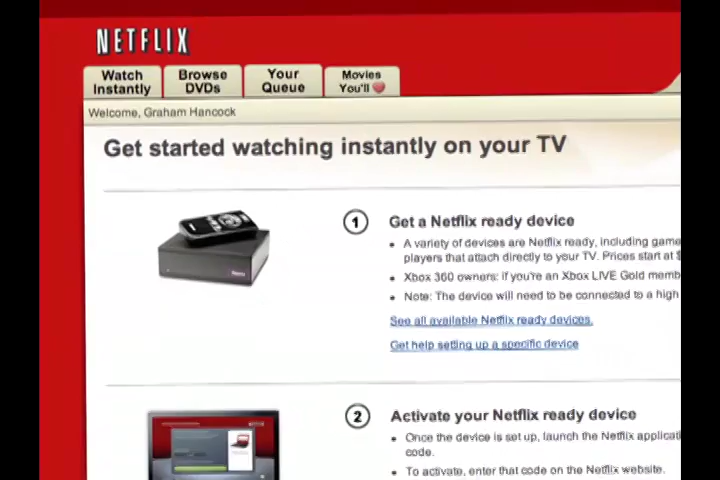 NETFLIX
Watch Instantly
Browse DVDs
Your Queue
Movies You'll
Welcome, Graham Hancock
Get started watching instantly on your TV
1
Get a Netflix ready device
• A variety of devices are Netflix ready, including game
players that attach directly to your TV. Prices start at $
• Xbox 360 owners: if you're an Xbox LIVE Gold memb
• Note: The device will need to be connected to a high
See all available Netflix ready devices.
Get help setting up a specific device
2
Activate your Netflix ready device
• Once the device is set up, launch the Netflix applicati
code.
• To activate, enter that code on the Netflix website.